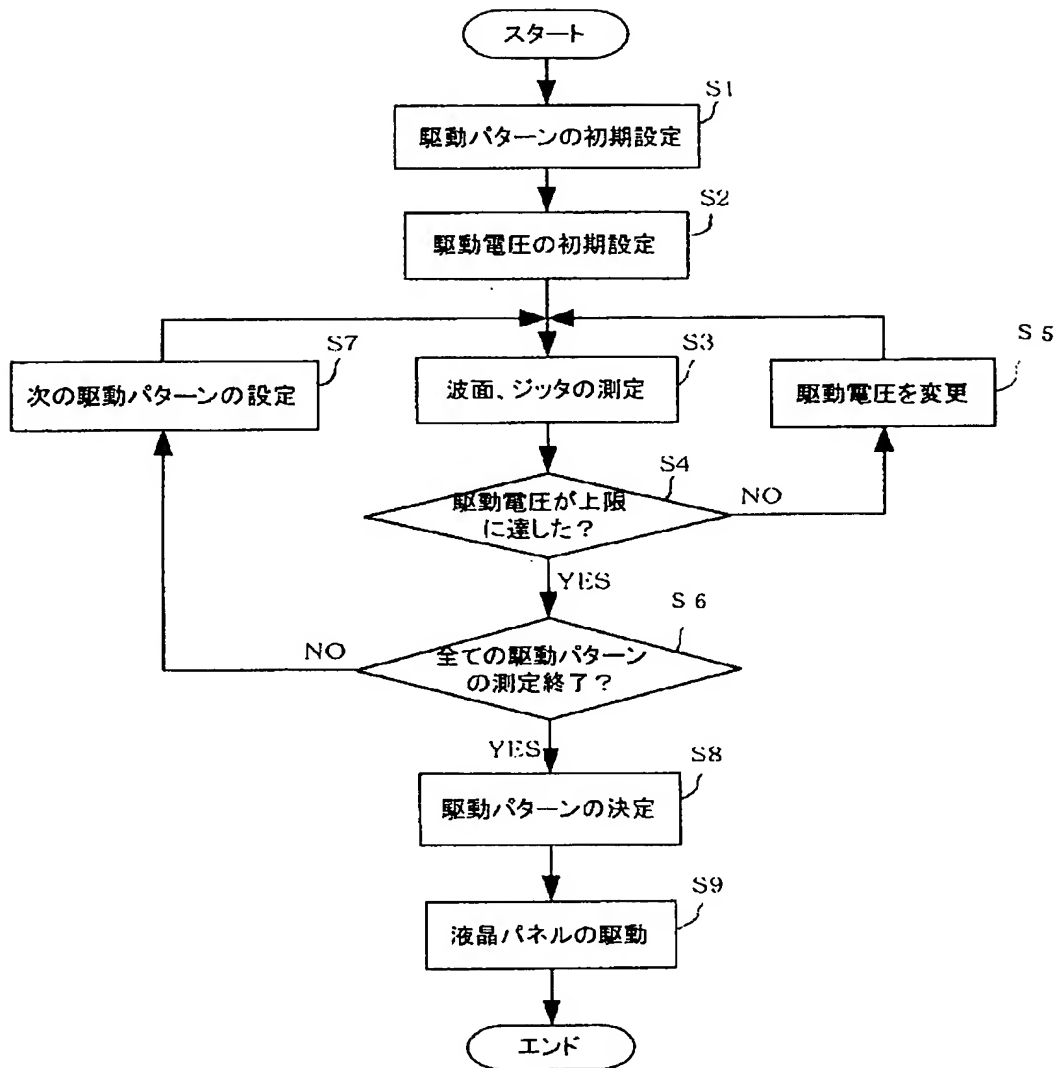 スタート
S1
駆動パターンの初期設定
S2
駆動電圧の初期設定
S7
次の駆動パターンの設定
S3
波面、ジッタの測定
S5
駆動電圧を変更
S4
駆動電圧が上限
に達した?
NO
YES
S6
全ての駆動パターン
の測定終了?
NO
YES
S8
駆動パターンの決定
S9
液晶パネルの駆動
エンド